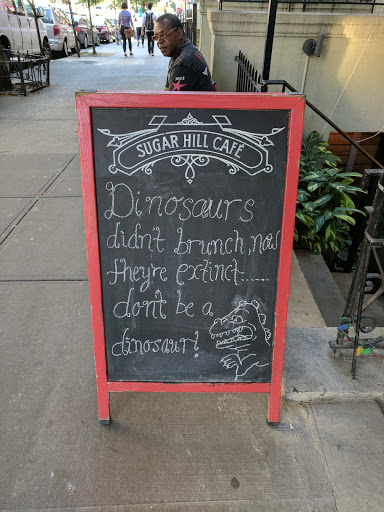 SUGAR HILL CAFÉ
Dinosaurs
didn't brunch, now
they're extinct......
don't be a
dinosaur!